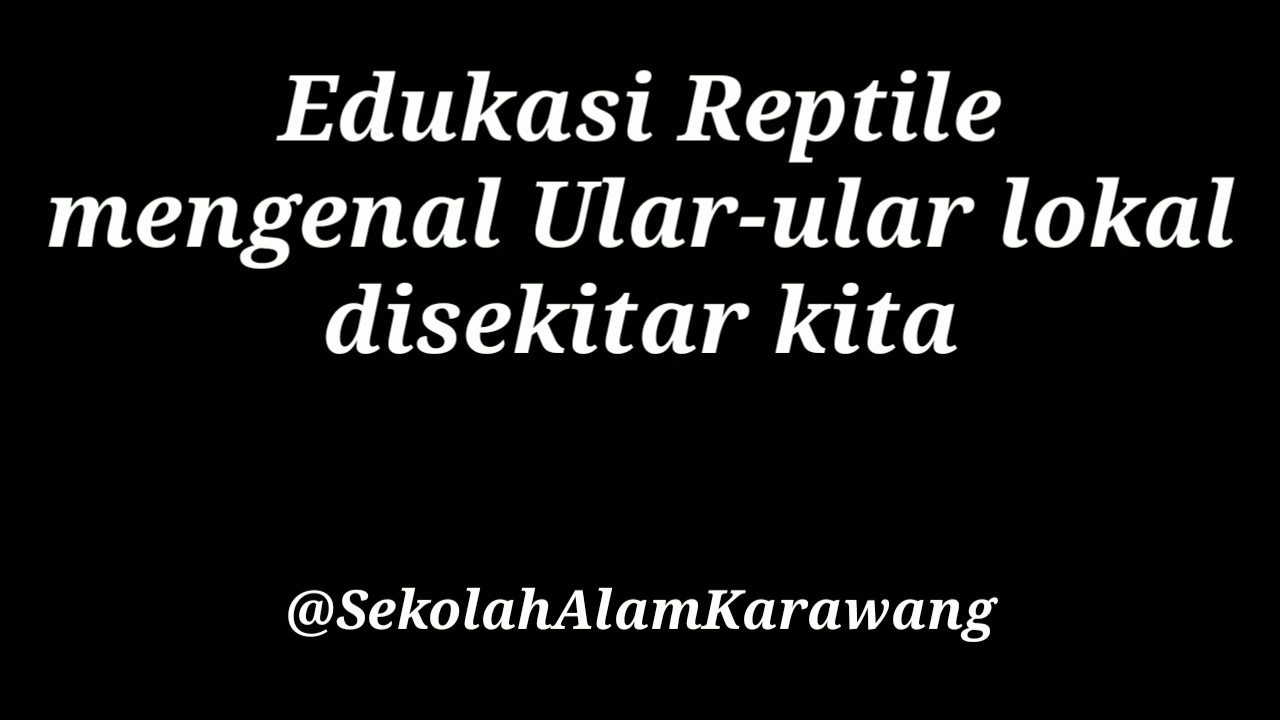 Edukasi Reptile
mengenal Ular-ular lokal
disekitar kita
@SekolahAlamKarawang